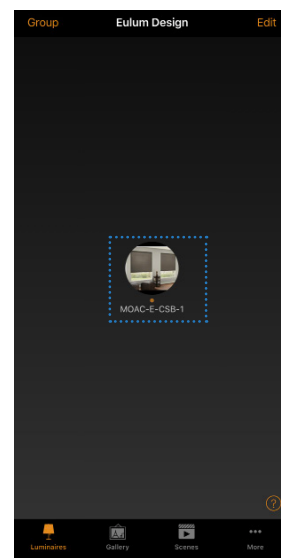 Group Eulum Design Edit
MOAC-E-CSB-1
?
Luminaires Gallery Scenes More